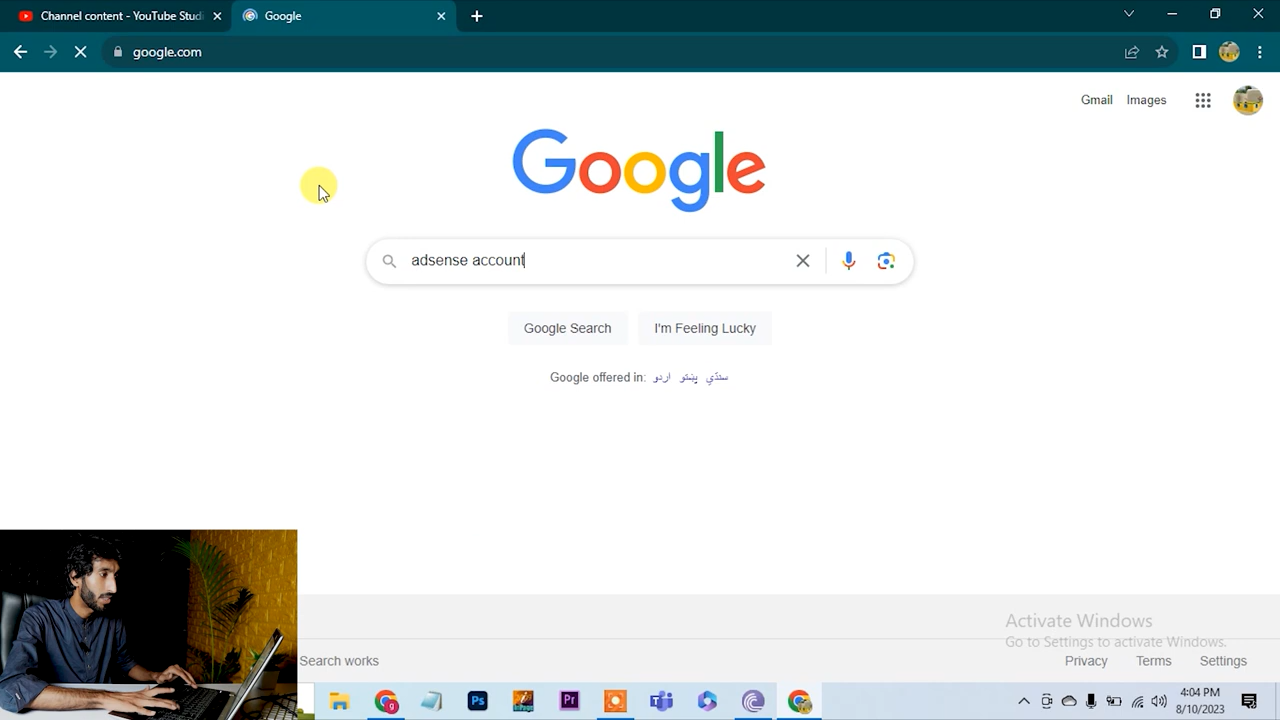 Channel content - YouTube Studi
Google
google.com
Gmail
Images
Google
adsense account
Google Search
I'm Feeling Lucky
Google offered in:
اردو
پښتو
سنڌي
Activate Windows
Go to Settings to activate Windows.
Search works
Privacy
Terms
Settings
Ps
Pr
4:04 PM
8/10/2023